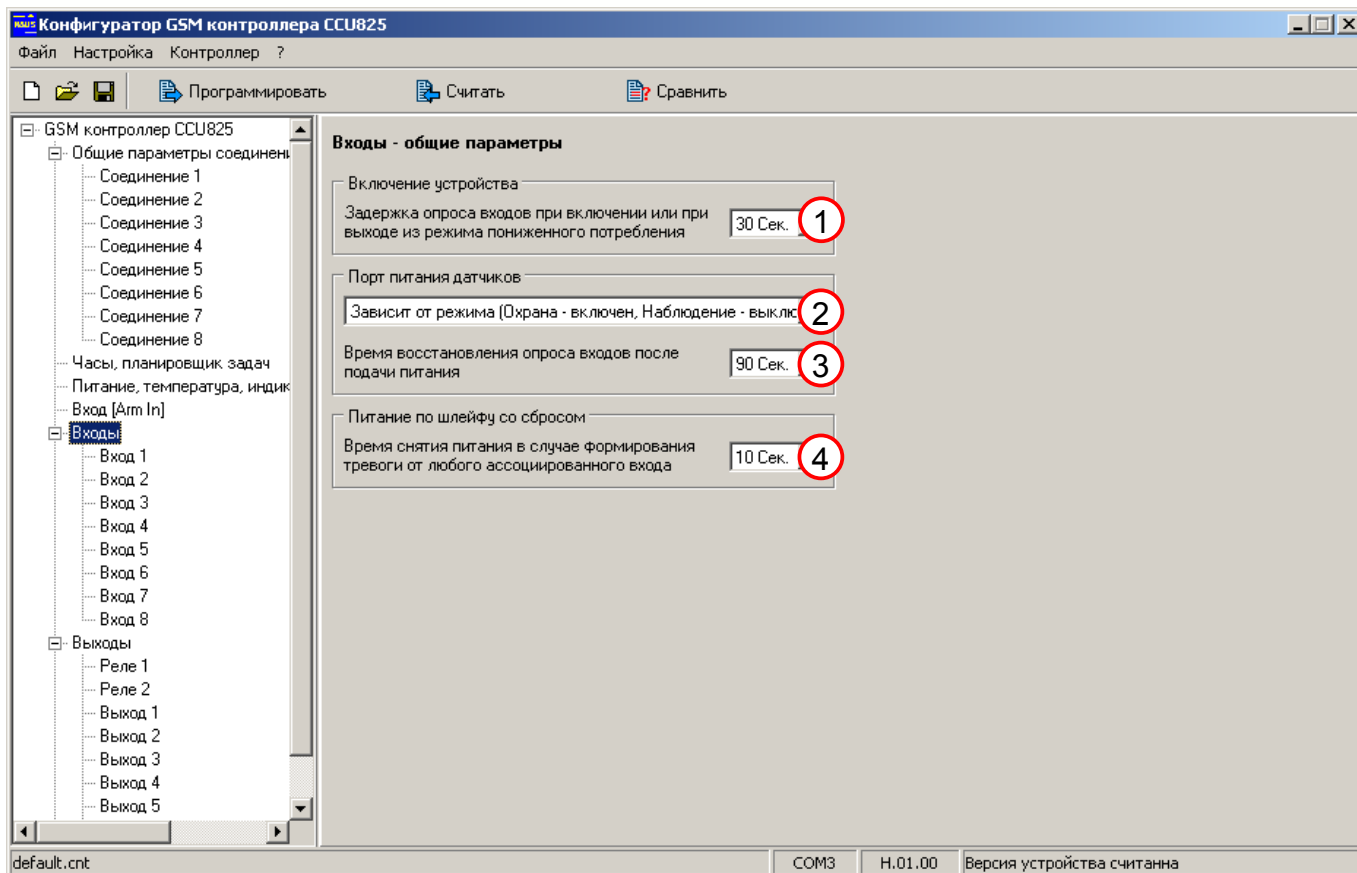 Конфигуратор GSM контроллера CCU825
Файл Настройка Контроллер ?
Программировать Считать Сравнить
GSM контроллер CCU825
Общие параметры соединени
Соединение 1
Соединение 2
Соединение 3
Соединение 4
Соединение 5
Соединение 6
Соединение 7
Соединение 8
Часы, планировщик задач
Питание, температура, индик
Вход [Arm In]
Входы
Вход 1
Вход 2
Вход 3
Вход 4
Вход 5
Вход 6
Вход 7
Вход 8
Выходы
Реле 1
Реле 2
Выход 1
Выход 2
Выход 3
Выход 4
Выход 5
Входы - общие параметры
Включение устройства
Задержка опроса входов при включении или при
выходе из режима пониженного потребления
30 Сек.
1
Порт питания датчиков
Зависит от режима (Охрана - включен, Наблюдение - выклю
2
Время восстановления опроса входов после
подачи питания
90 Сек.
3
Питание по шлейфу со сбросом
Время снятия питания в случае формирования
тревоги от любого ассоциированного входа
10 Сек.
4
default.cnt COM3 H.01.00 Версия устройства считанна